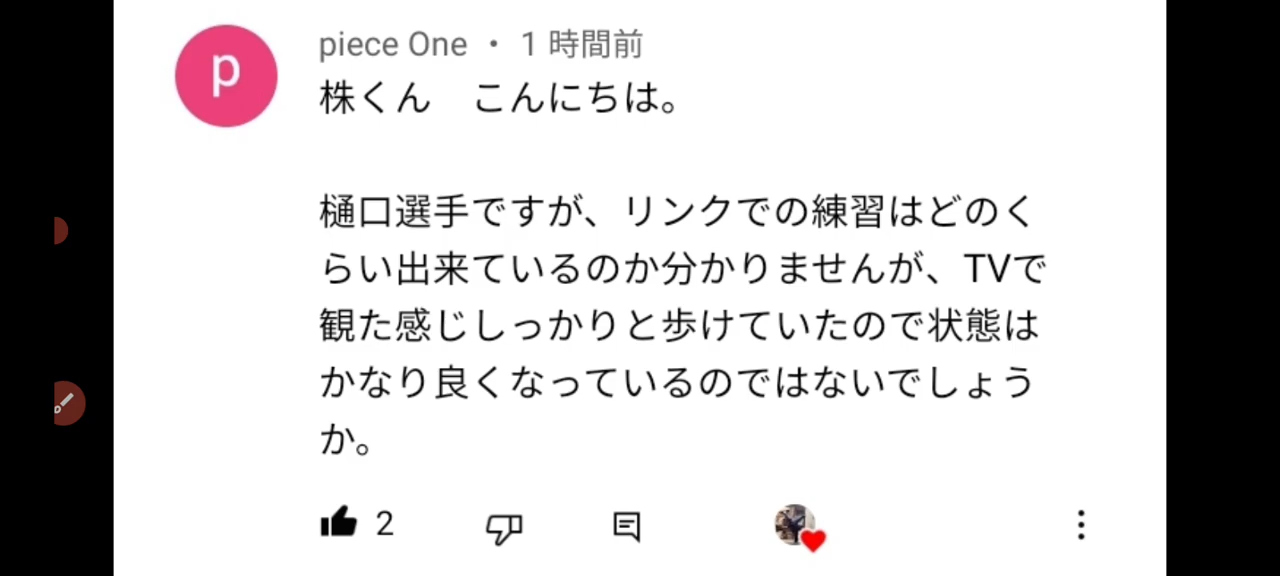 p
piece One ・ 1 時間前
株くん　こんにちは。
樋口選手ですが、リンクでの練習はどのく
らい出来ているのか分かりませんが、TVで
観た感じしっかりと歩けていたので状態は
かなり良くなっているのではないでしょう
か。
2